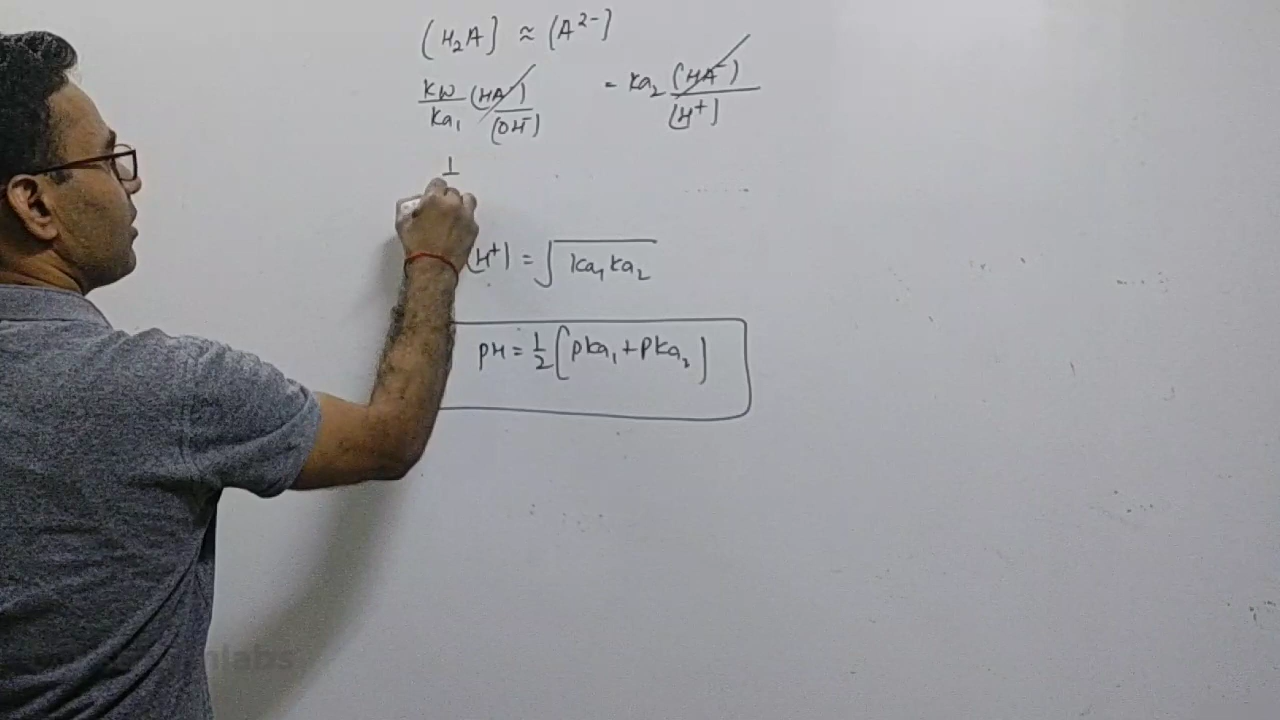 (H₂A] ≈ (A²⁻]
Kw/Ka₁ (HA⁻)/(OH⁻) = Ka₂ (HA⁻)/(H⁺)
1
(H⁺) = √Ka₁Ka₂
PH = 1/2 (PKa₁ + PKa₂)